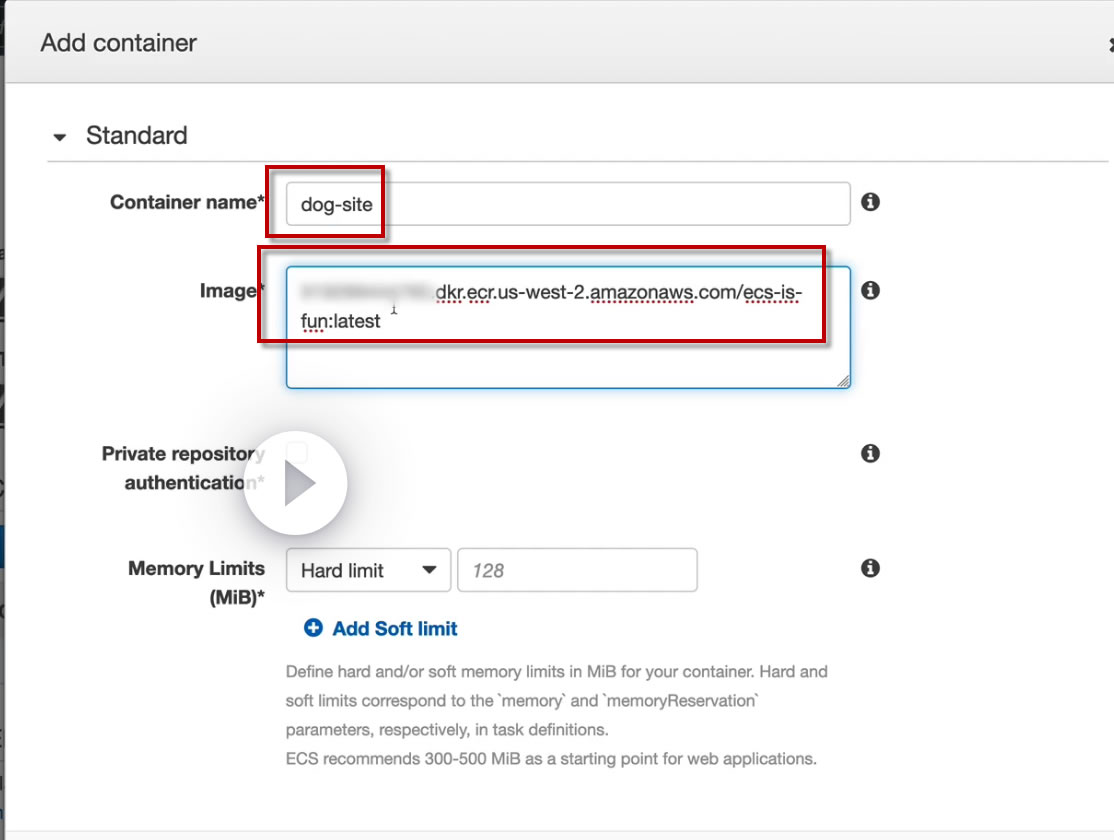 Add container
Standard
Container name*
dog-site
Image*
.dkr.ecr.us-west-2.amazonaws.com/ecs-is-
fun:latest
Private repository
authentication*
Memory Limits
(MiB)*
Hard limit
128
Add Soft limit
Define hard and/or soft memory limits in MiB for your container. Hard and
soft limits correspond to the `memory` and `memoryReservation`
parameters, respectively, in task definitions.
ECS recommends 300-500 MiB as a starting point for web applications.